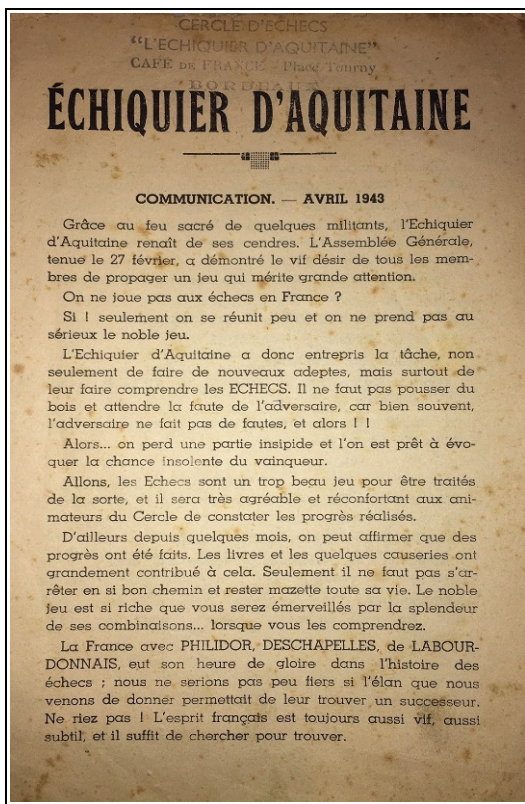 CERCLE D'ECHECS
"L'ECHIQUIER D'AQUITAINE"
CAFÉ DE FRANCE - Place Tourny
BORDEAUX
ÉCHIQUIER D'AQUITAINE
COMMUNICATION. — AVRIL 1943
Grâce au feu sacré de quelques militants, l'Echiquier
d'Aquitaine renaît de ses cendres. L'Assemblée Générale,
tenue le 27 février, a démontré le vif désir de tous les mem-
bres de propager un jeu qui mérite grande attention.
On ne joue pas aux échecs en France ?
Si ! seulement on se réunit peu et on ne prend pas au
sérieux le noble jeu.
L'Echiquier d'Aquitaine a donc entrepris la tâche, non
seulement de faire de nouveaux adeptes, mais surtout de
leur faire comprendre les ECHECS. Il ne faut pas pousser du
bois et attendre la faute de l'adversaire, car bien souvent,
l'adversaire ne fait pas de fautes, et alors ! !
Alors... on perd une partie insipide et l'on est prêt à évo-
quer la chance insolente du vainqueur.
Allons, les Echecs sont un trop beau jeu pour être traités
de la sorte, et il sera très agréable et réconfortant aux ani-
mateurs du Cercle de constater les progrès réalisés.
D'ailleurs depuis quelques mois, on peut affirmer que des
progrès ont été faits. Les livres et les quelques causeries ont
grandement contribué à cela. Seulement il ne faut pas s'ar-
rêter en si bon chemin et rester mazette toute sa vie. Le noble
jeu est si riche que vous serez émerveillés par la splendeur
de ses combinaisons... lorsque vous les comprendrez.
La France avec PHILIDOR, DESCHAPELLES, de LABOUR-
DONNAIS, eut son heure de gloire dans l'histoire des
échecs ; nous ne serions pas peu fiers si l'élan que nous
venons de donner permettait de leur trouver un successeur.
Ne riez pas ! L'esprit français est toujours aussi vif, aussi
subtil, et il suffit de chercher pour trouver.